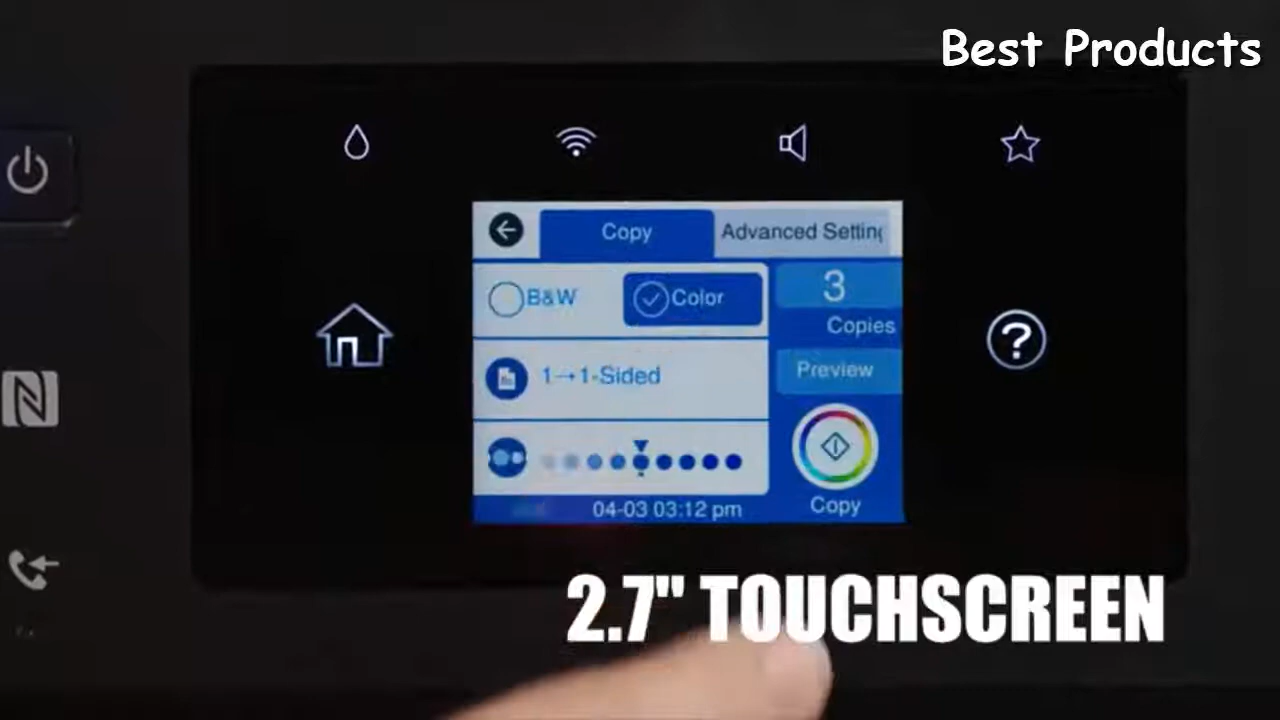 Best Products
Copy
Advanced Setting
B&W
Color
3
Copies
1→1-Sided
Preview
04-03 03:12 pm
Copy
2.7" TOUCHSCREEN